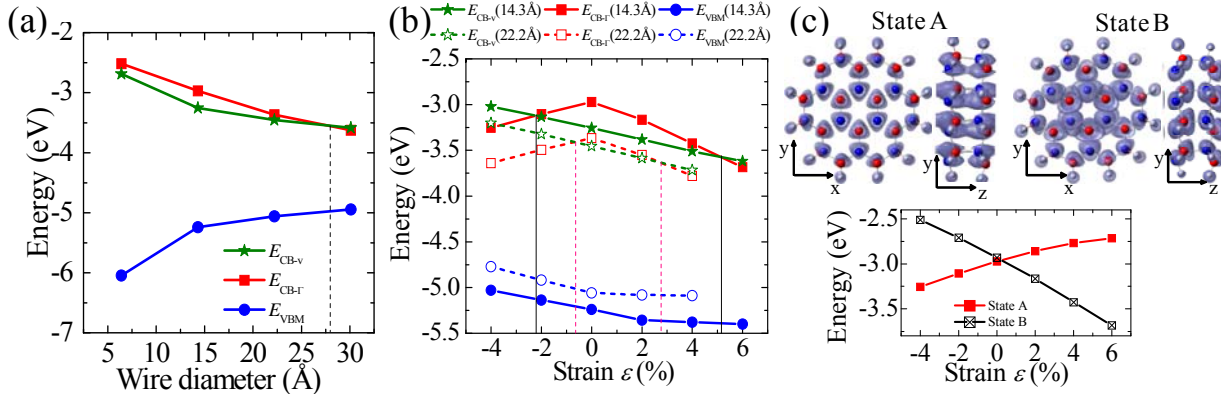 (a)
-2
-3
-4
-5
-6
-7
Energy (eV)
E_CB-v
E_CB-Γ
E_VBM
5 10 15 20 25 30
Wire diameter (Å)
(b)
E_CB-v(14.3Å) E_CB-Γ(14.3Å) E_VBM(14.3Å)
E_CB-v(22.2Å) E_CB-Γ(22.2Å) E_VBM(22.2Å)
-2.5
-3.0
-3.5
-4.0
-4.5
-5.0
-5.5
Energy (eV)
-4 -2 0 2 4 6
Strain ε (%)
(c)
State A State B
y x y z y x y z
-2.5
-3.0
-3.5
Energy (eV)
State A
State B
-4 -2 0 2 4 6
Strain ε (%)